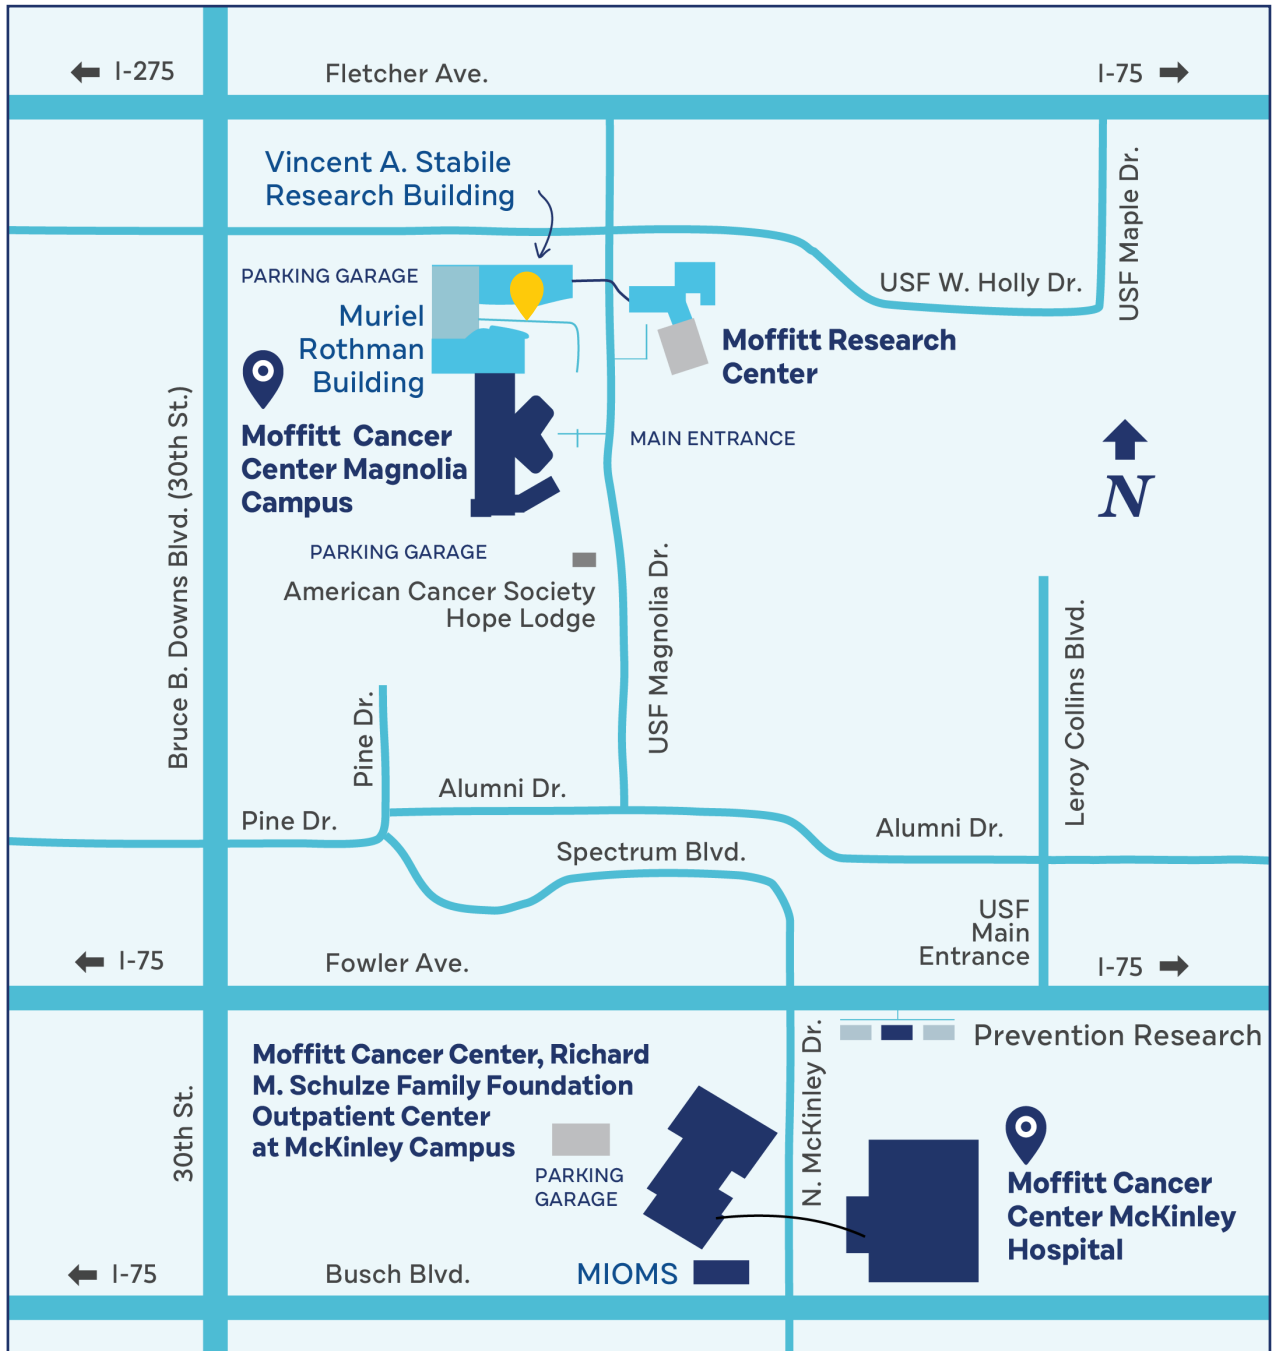 I-275
Fletcher Ave.
I-75
Vincent A. Stabile
Research Building
USF Maple Dr.
PARKING GARAGE
USF W. Holly Dr.
Muriel
Rothman
Building
Moffitt Research
Center
Moffitt Cancer
Center Magnolia
Campus
MAIN ENTRANCE
N
Bruce B. Downs Blvd. (30th St.)
PARKING GARAGE
American Cancer Society
Hope Lodge
USF Magnolia Dr.
Leroy Collins Blvd.
Pine Dr.
Alumni Dr.
Pine Dr.
Alumni Dr.
Spectrum Blvd.
USF
Main
Entrance
I-75
Fowler Ave.
I-75
N. McKinley Dr.
Prevention Research
Moffitt Cancer Center, Richard
M. Schulze Family Foundation
Outpatient Center
at McKinley Campus
30th St.
PARKING
GARAGE
Moffitt Cancer
Center McKinley
Hospital
I-75
Busch Blvd.
MIOMS